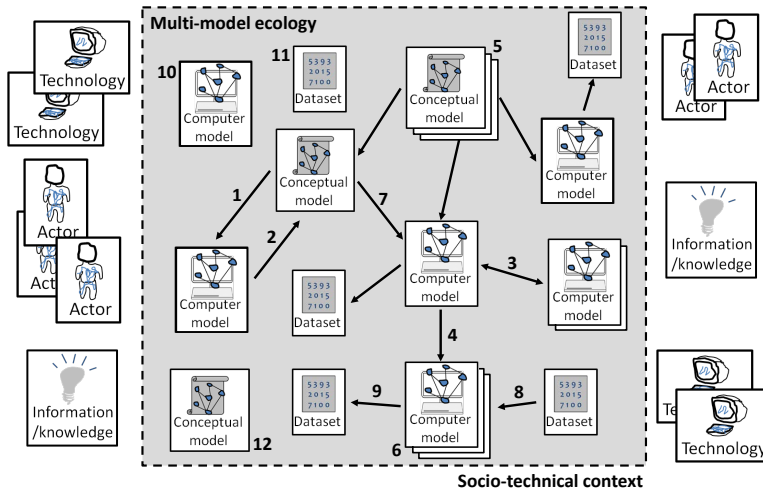 Multi-model ecology
10
Computer
model
11
5393
2015
7100
Dataset
5
Conceptual
model
5393
2015
7100
Dataset
Technology
Technology
Actor
Actor
Conceptual
model
Computer
model
1
2
7
Actor
Act
Actor
Computer
model
5393
2015
7100
Dataset
Computer
model
3
Computer
model
Information
/knowledge
4
Information
/knowledge
Conceptual
model
12
5393
2015
7100
Dataset
9
Computer
model
6
8
5393
2015
7100
Dataset
Te
Technology
Socio-technical context